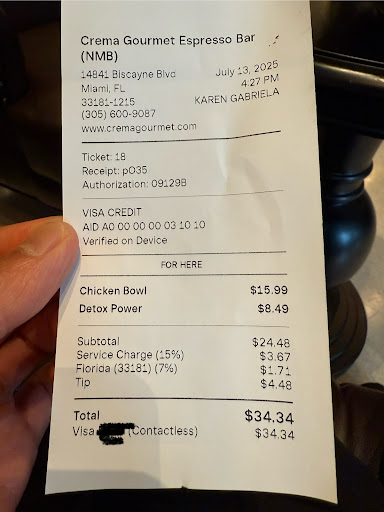 Crema Gourmet Espresso Bar
(NMB)
14841 Biscayne Blvd
Miami, FL
33181-1215
(305) 600-9087
www.cremagourmet.com
July 13, 2025
4:27 PM
KAREN GABRIELA
Ticket: 18
Receipt: pO35
Authorization: 09129B
VISA CREDIT
AID A0 00 00 00 03 10 10
Verified on Device
FOR HERE
Chicken Bowl $15.99
Detox Power $8.49
Subtotal $24.48
Service Charge (15%) $3.67
Florida (33181) (7%) $1.71
Tip $4.48
Total $34.34
Visa (Contactless) $34.34